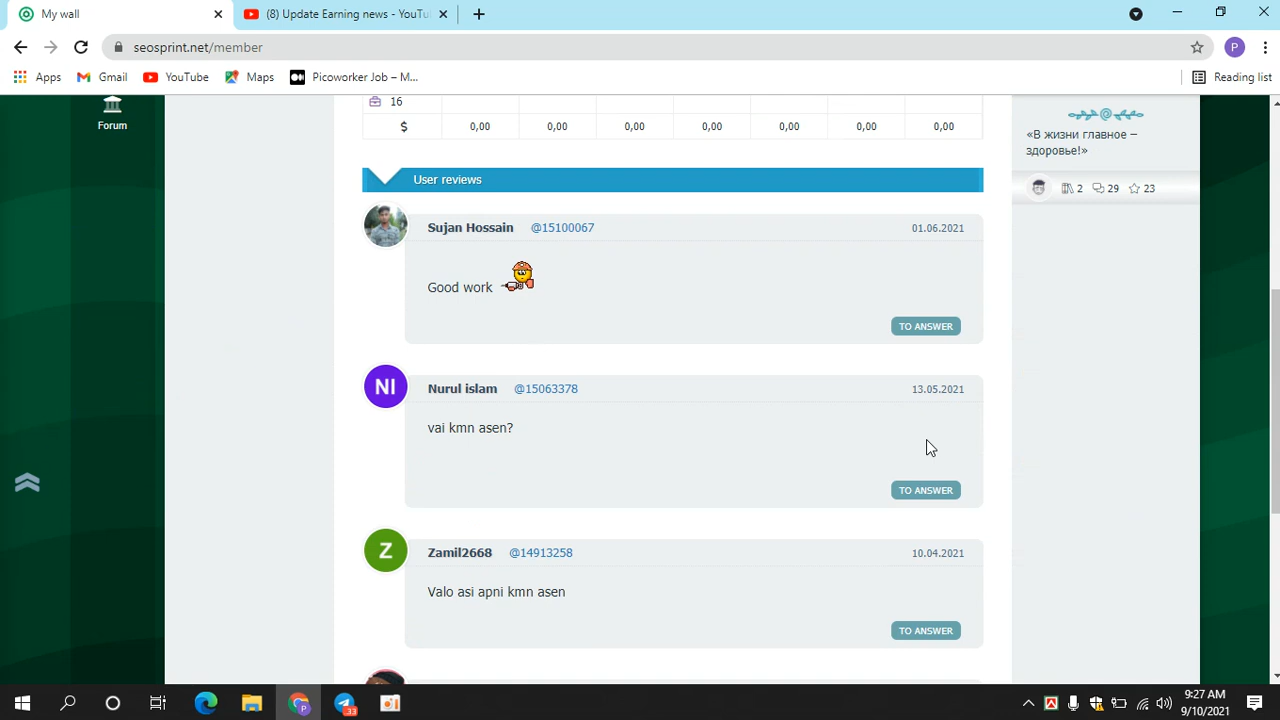 My wall
(8) Update Earning news - YouTu
seosprint.net/member
P
Apps
Gmail
YouTube
Maps
Picoworker Job – M...
Reading list
Forum
16
$ 0,00 0,00 0,00 0,00 0,00 0,00 0,00
@
«В жизни главное –
здоровье!»
2 29 23
User reviews
Sujan Hossain @15100067 01.06.2021
Good work
TO ANSWER
NI
Nurul islam @15063378 13.05.2021
vai kmn asen?
TO ANSWER
Z
Zamil2668 @14913258 10.04.2021
Valo asi apni kmn asen
TO ANSWER
33
9:27 AM
9/10/2021